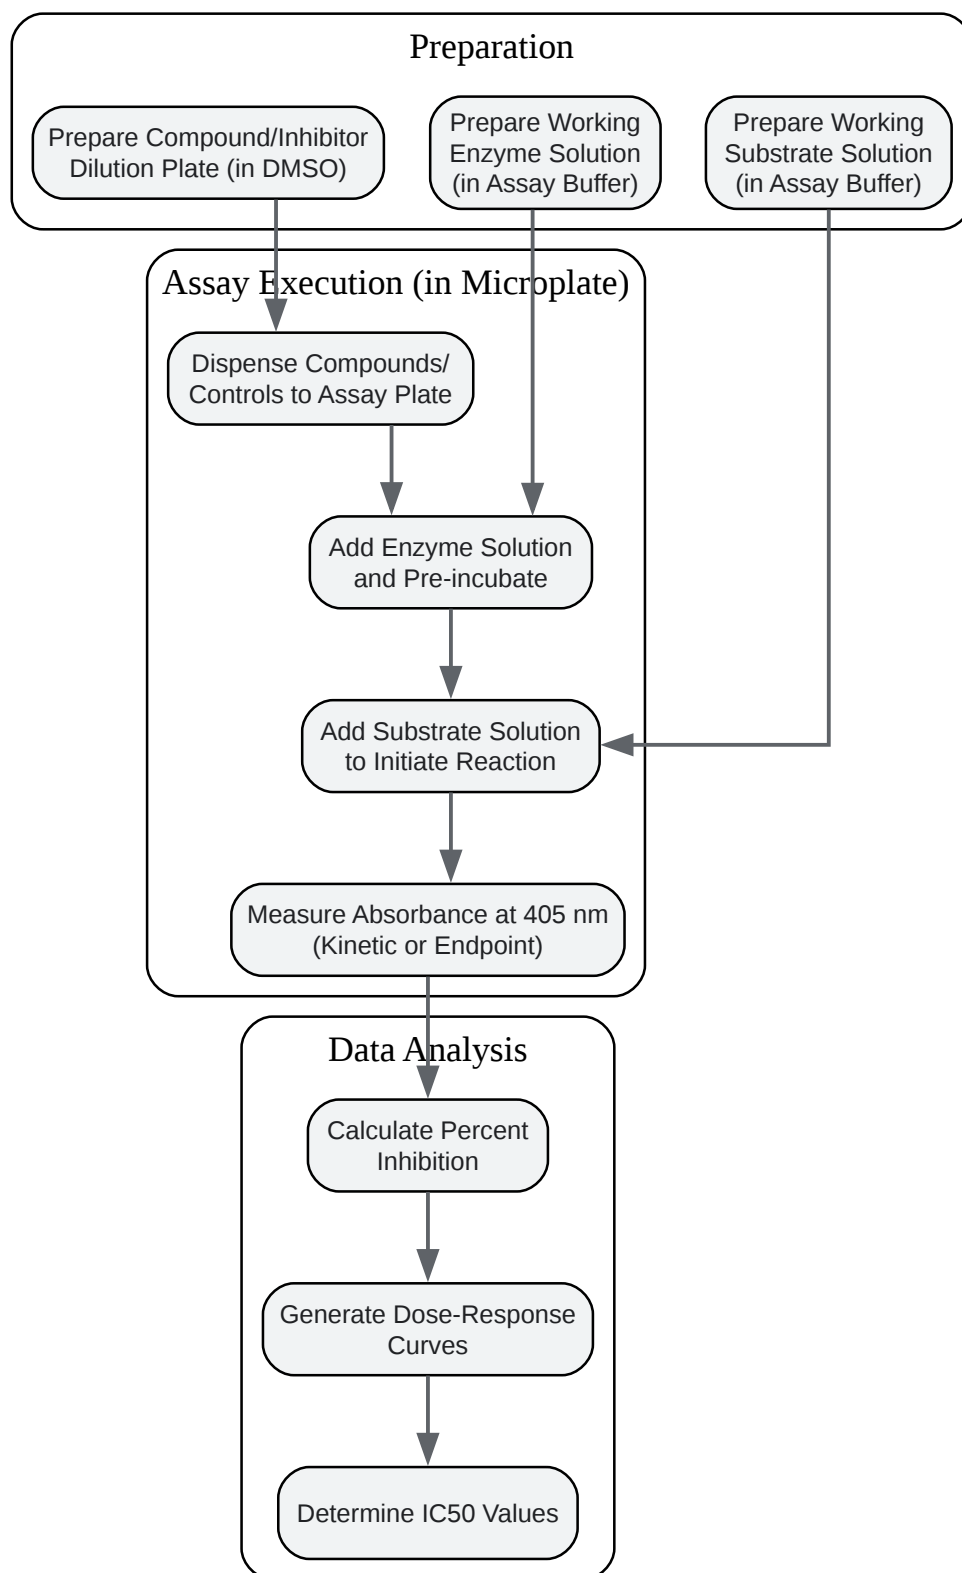 Preparation
Prepare Compound/Inhibitor
Dilution Plate (in DMSO)
Prepare Working
Enzyme Solution
(in Assay Buffer)
Prepare Working
Substrate Solution
(in Assay Buffer)
Assay Execution (in Microplate)
Dispense Compounds/
Controls to Assay Plate
Add Enzyme Solution
and Pre-incubate
Add Substrate Solution
to Initiate Reaction
Measure Absorbance at 405 nm
(Kinetic or Endpoint)
Data Analysis
Calculate Percent
Inhibition
Generate Dose-Response
Curves
Determine IC50 Values